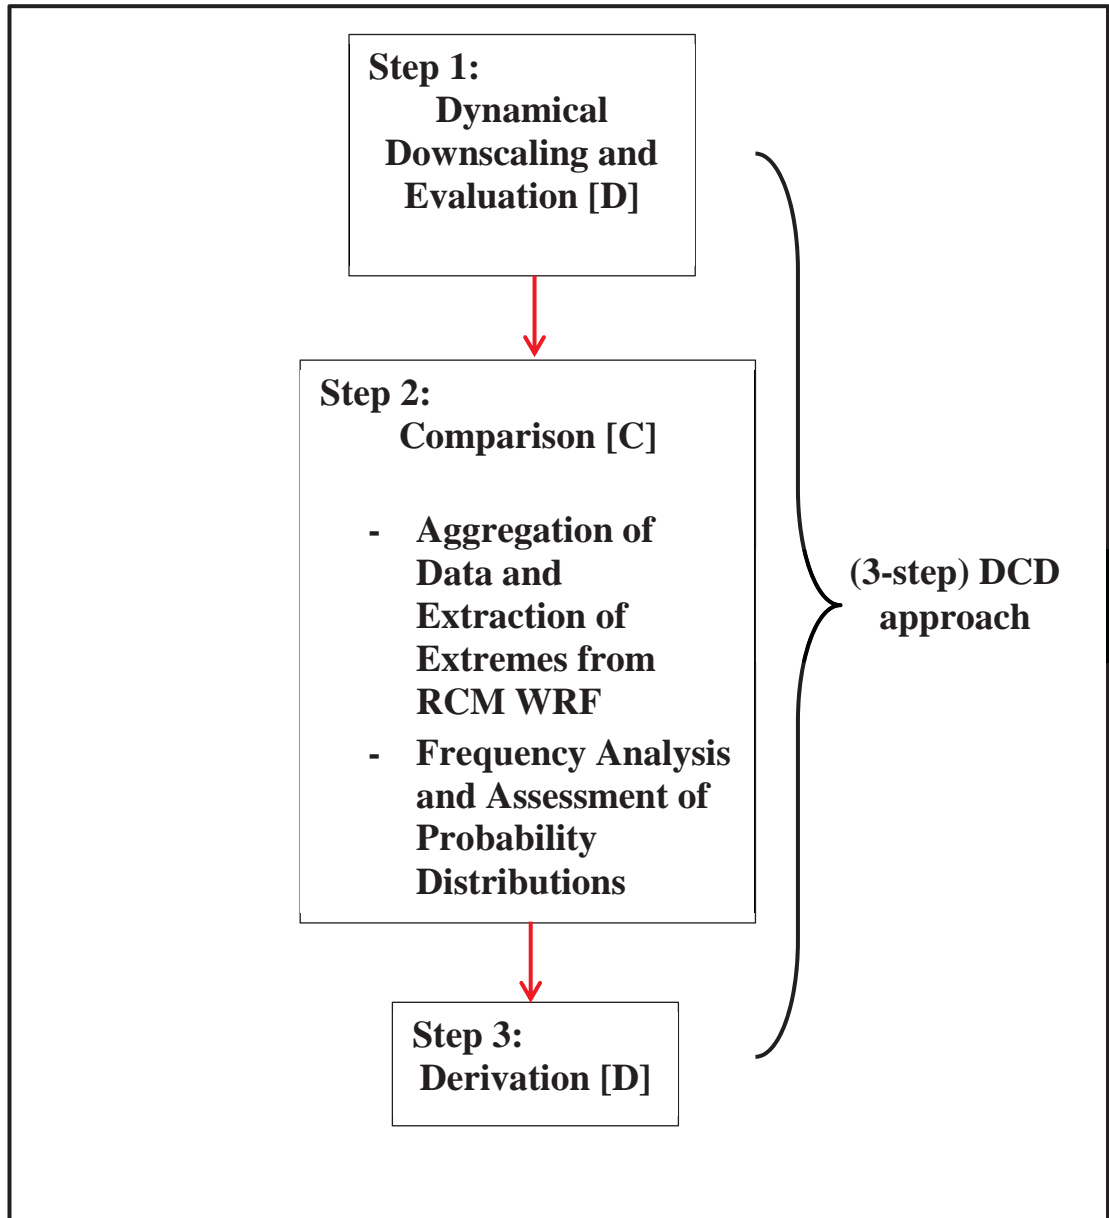 Step 1:
Dynamical
Downscaling and
Evaluation [D]
Step 2:
Comparison [C]
- Aggregation of
Data and
Extraction of
Extremes from
RCM WRF
- Frequency Analysis
and Assessment of
Probability
Distributions
Step 3:
Derivation [D]
(3-step) DCD
approach